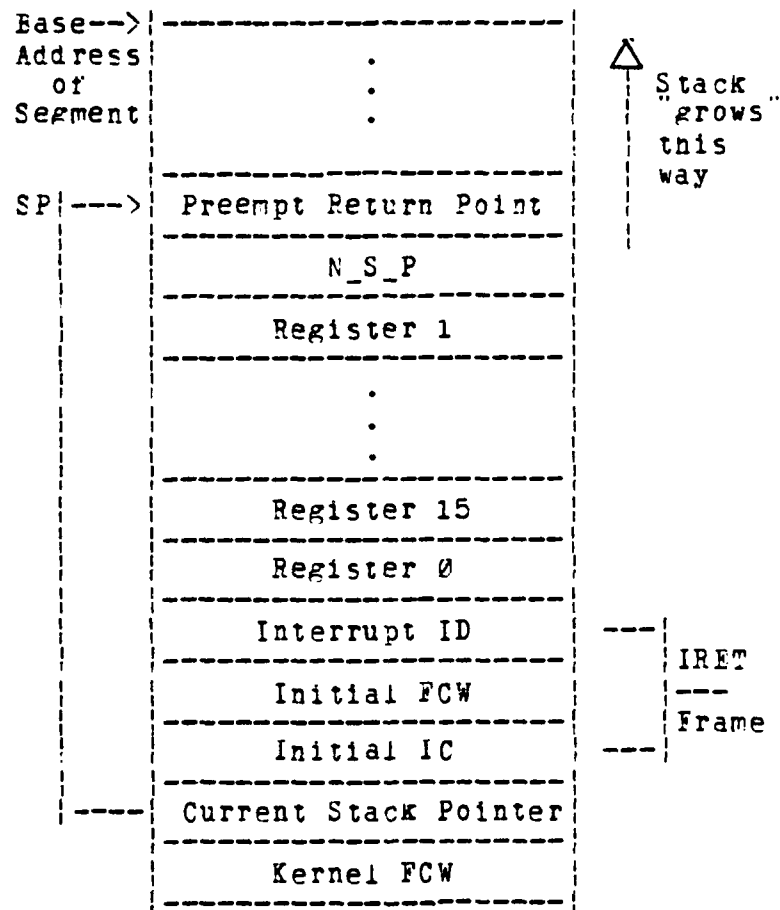 Base-->
Address
of
Segment
Stack
"grows"
this
way
SP --->
Preempt Return Point
N_S_P
Register 1
Register 15
Register 0
Interrupt ID
IRET
Initial FCW
Frame
Initial IC
Current Stack Pointer
Kernel FCW